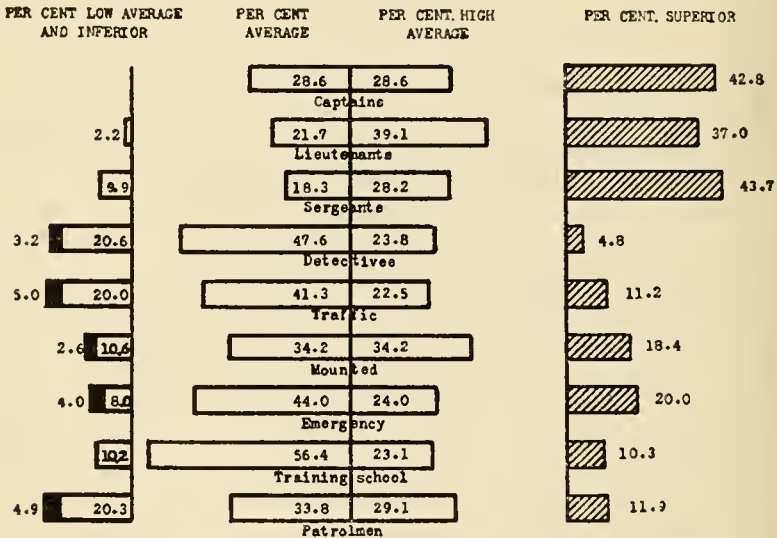 PER CENT LOW AVERAGE AND INFERIOR
PER CENT AVERAGE
PER CENT. HIGH AVERAGE
PER CENT. SUPERIOR
28.6 28.6 42.8
Captains
2.2 21.7 39.1 37.0
Lieutenants
9.9 18.3 28.2 43.7
Sergeants
3.2 20.6 47.6 23.8 4.8
Detectives
5.0 20.0 41.3 22.5 11.2
Traffic
2.6 10.6 34.2 34.2 18.4
Mounted
4.0 8.0 44.0 24.0 20.0
Emergency
10.2 56.4 23.1 10.3
Training school
4.9 20.3 33.8 29.1 11.9
Patrolmen